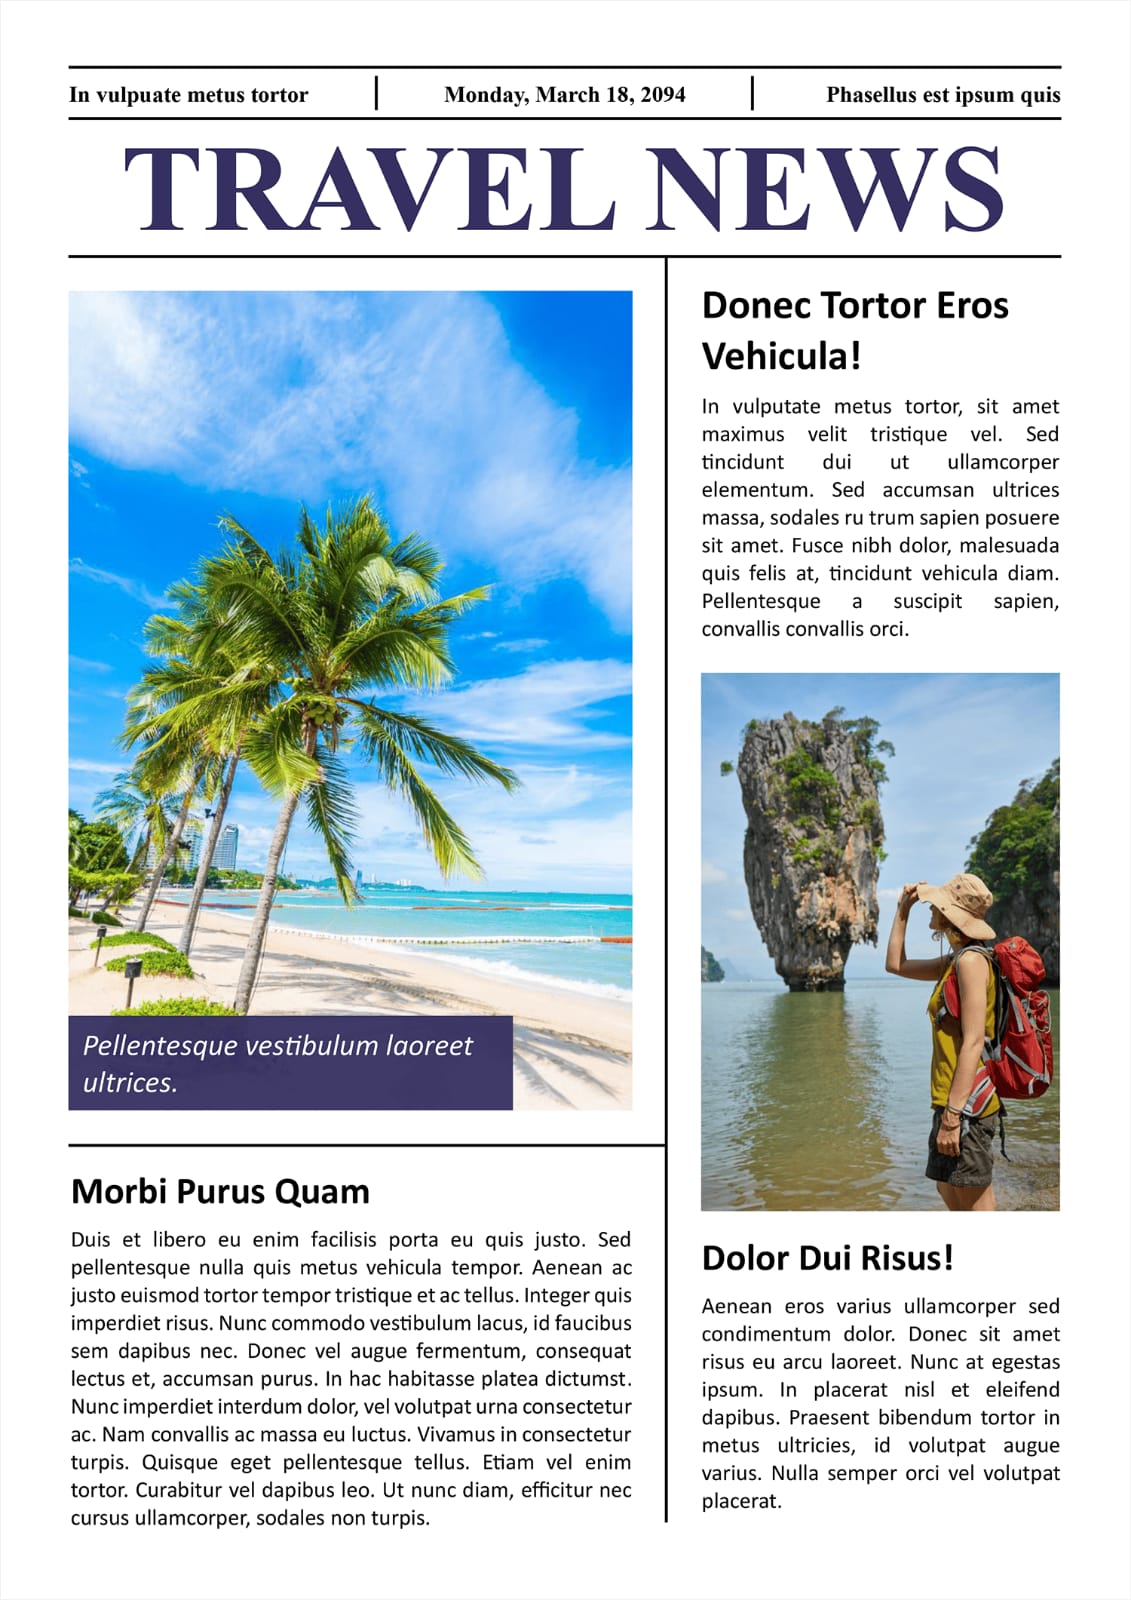 In vulpuate metus tortor
Monday, March 18, 2094
Phasellus est ipsum quis
TRAVEL NEWS
Pellentesque vestibulum laoreet
ultrices.
Morbi Purus Quam
Duis et libero eu enim facilisis porta eu quis justo. Sed
pellentesque nulla quis metus vehicula tempor. Aenean ac
justo euismod tortor tempor tristique et ac tellus. Integer quis
imperdiet risus. Nunc commodo vestibulum lacus, id faucibus
sem dapibus nec. Donec vel augue fermentum, consequat
lectus et, accumsan purus. In hac habitasse platea dictumst.
Nunc imperdiet interdum dolor, vel volutpat urna consectetur
ac. Nam convallis ac massa eu luctus. Vivamus in consectetur
turpis. Quisque eget pellentesque tellus. Etiam vel enim
tortor. Curabitur vel dapibus leo. Ut nunc diam, efficitur nec
cursus ullamcorper, sodales non turpis.
Donec Tortor Eros
Vehicula!
In vulputate metus tortor, sit amet
maximus velit tristique vel. Sed
tincidunt dui ut ullamcorper
elementum. Sed accumsan ultrices
massa, sodales ru trum sapien posuere
sit amet. Fusce nibh dolor, malesuada
quis felis at, tincidunt vehicula diam.
Pellentesque a suscipit sapien,
convallis convallis orci.
Dolor Dui Risus!
Aenean eros varius ullamcorper sed
condimentum dolor. Donec sit amet
risus eu arcu laoreet. Nunc at egestas
ipsum. In placerat nisl et eleifend
dapibus. Praesent bibendum tortor in
metus ultricies, id volutpat augue
varius. Nulla semper orci vel volutpat
placerat.